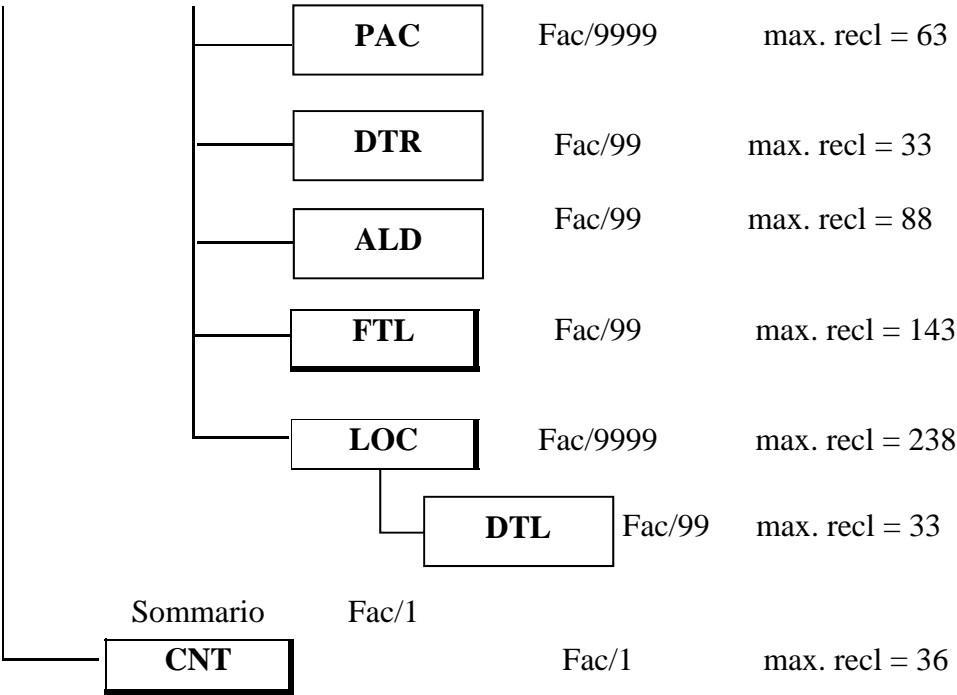 PAC Fac/9999 max. recl = 63
DTR Fac/99 max. recl = 33
ALD Fac/99 max. recl = 88
FTL Fac/99 max. recl = 143
LOC Fac/9999 max. recl = 238
DTL Fac/99 max. recl = 33
Sommario Fac/1
CNT Fac/1 max. recl = 36